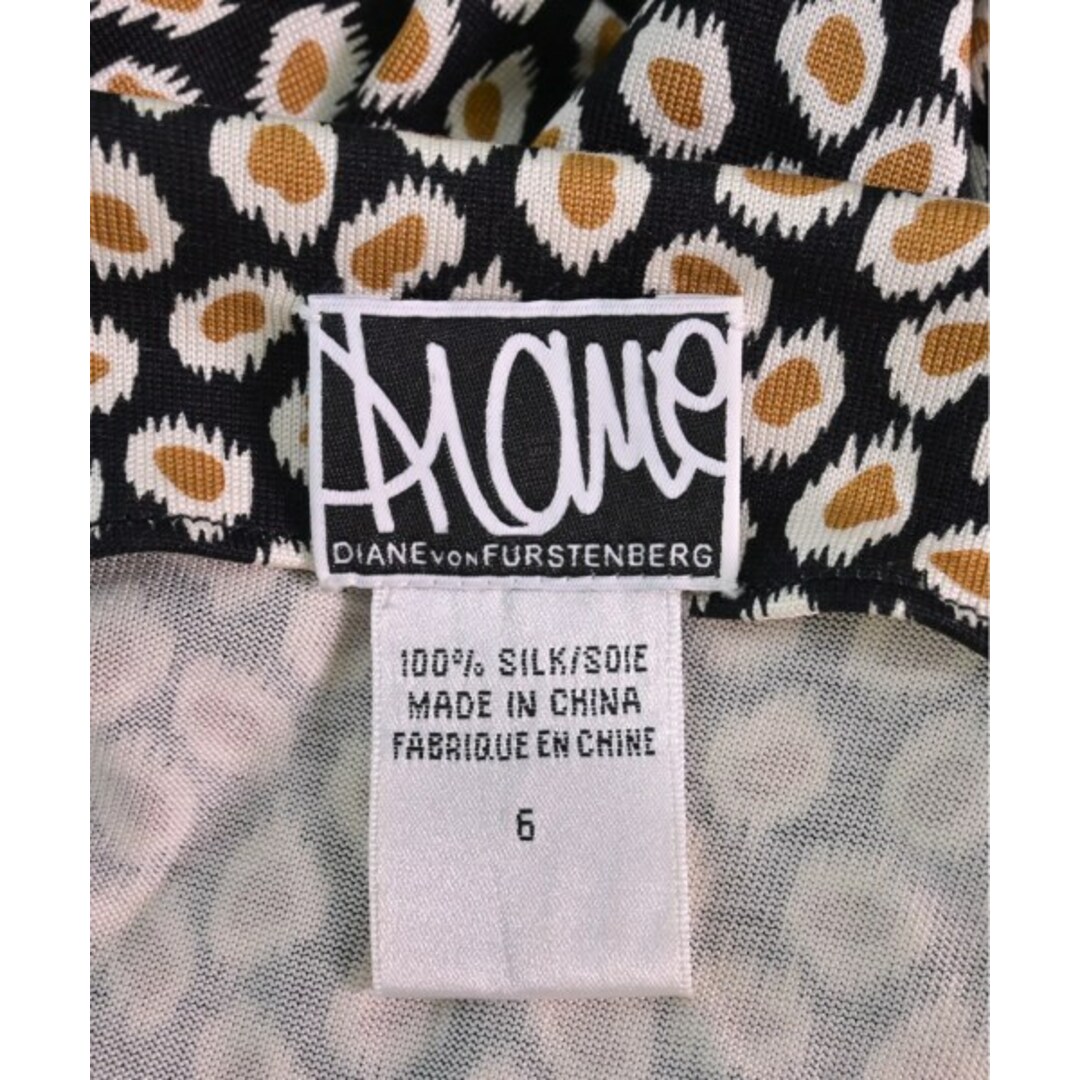 Diane
DIANE VON FURSTENBERG
100% SILK/SOIE
MADE IN CHINA
FABRIQUE EN CHINE
6